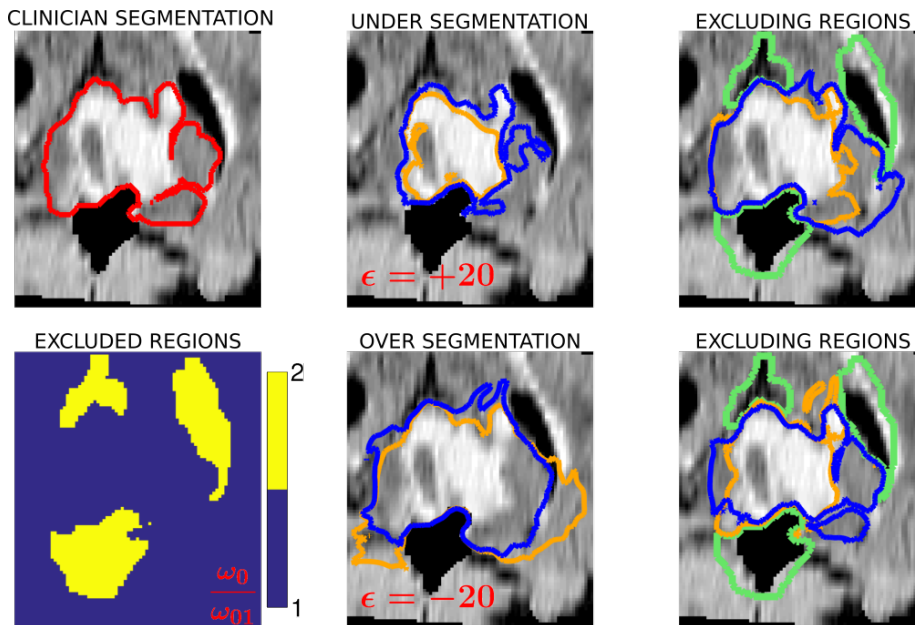 CLINICIAN SEGMENTATION
UNDER SEGMENTATION
EXCLUDING REGIONS
ϵ = +20
EXCLUDED REGIONS
OVER SEGMENTATION
EXCLUDING REGIONS
2
1
ω₀
ω₀₁
ϵ = −20